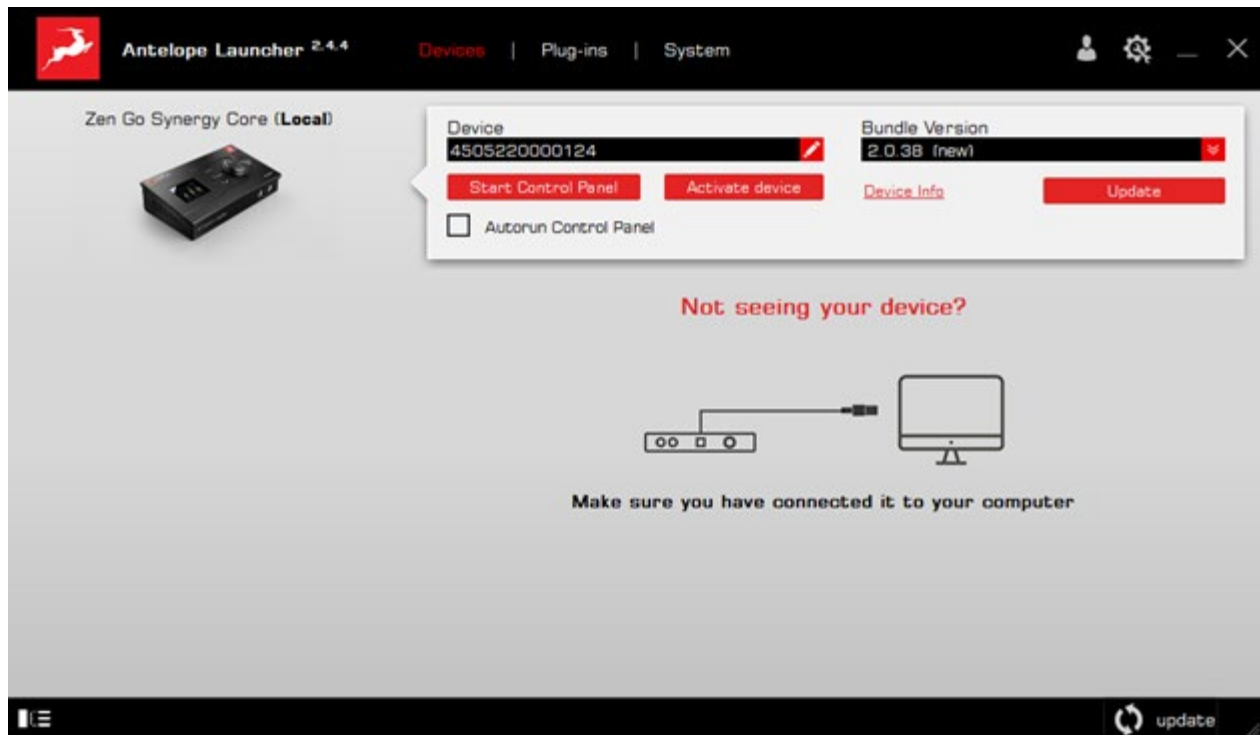 Antelope Launcher 2.4.4
Devices | Plug-ins | System
Zen Go Synergy Core (Local)
Device
4505220000124
Bundle Version
2.0.38 (new)
Start Control Panel
Activate device
Device Info
Update
Autorun Control Panel
Not seeing your device?
Make sure you have connected it to your computer
update